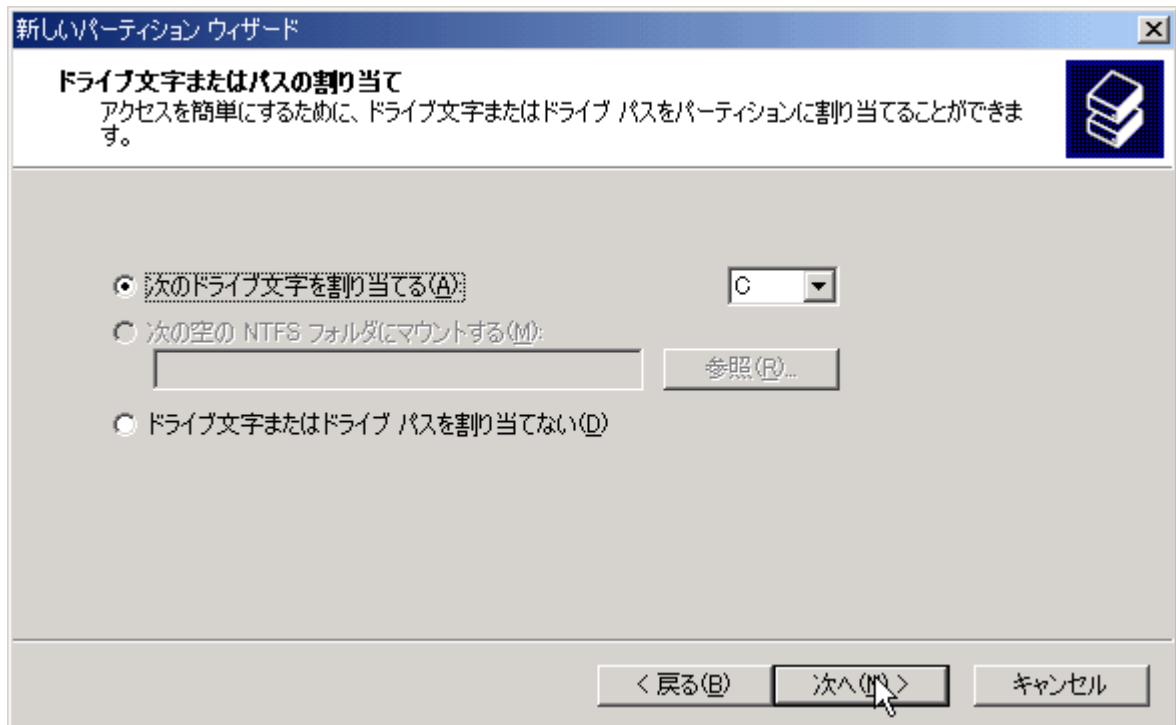 新しいパーティション ウィザード
ドライブ文字またはパスの割り当て
アクセスを簡単にするために、ドライブ文字またはドライブ パスをパーティションに割り当てることができま
す。
次のドライブ文字を割り当てる(A):
C
次の空の NTFS フォルダにマウントする(M):
参照(R)...
ドライブ文字またはドライブ パスを割り当てない(D)
< 戻る(B)
次へ(N) >
キャンセル